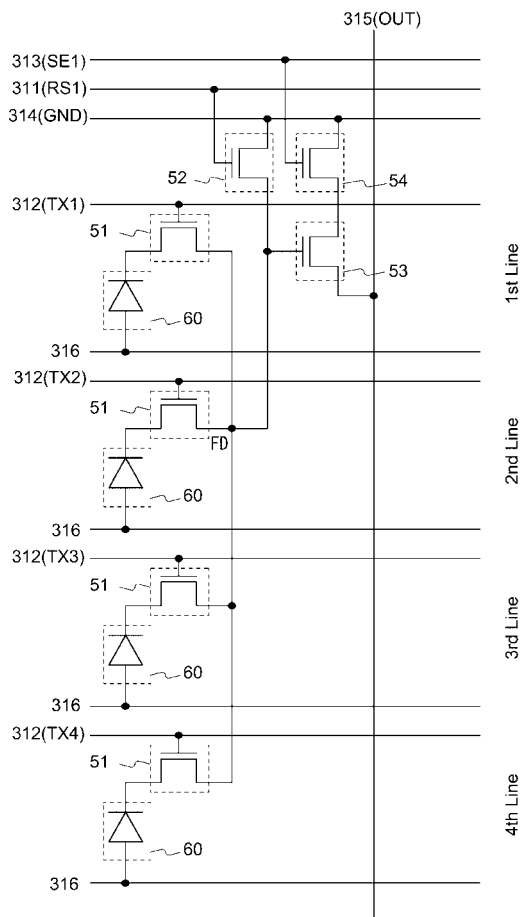 315(OUT)
313(SE1)
311(RS1)
314(GND)
52
54
312(TX1)
51
53
60
1st Line
316
312(TX2)
51
FD
60
2nd Line
316
312(TX3)
51
60
3rd Line
316
312(TX4)
51
60
4th Line
316